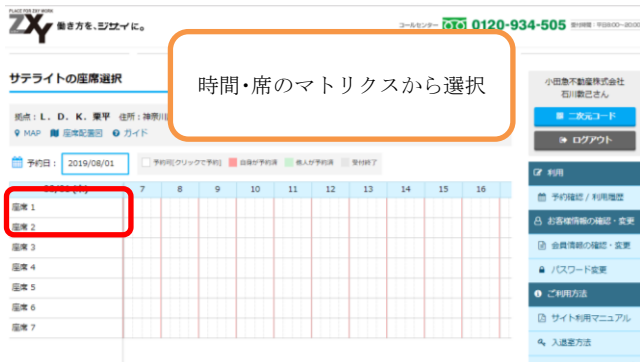 PLACE FOR ZXY WORK
ZXY 働き方を、ヨサイに。
コールセンター 0120-934-505 受付時間:平日8:00~20:00
時間・席のマトリクスから選択
サテライトの座席選択
拠点:L. D. K. 栗平 住所:神奈川
MAP 座席配置図 ガイド
予約日: 2019/08/01 予約可[クリックで予約] 自身が予約済 他人が予約済 受付終了
7 8 9 10 11 12 13 14 15 16
座席 1
座席 2
座席 3
座席 4
座席 5
座席 6
座席 7
小田急不動産株式会社
石川敬己さん
二次元コード
ログアウト
利用
予約確認 / 利用履歴
お客様情報の確認・変更
会員情報の確認・変更
パスワード変更
ご利用方法
サイト利用マニュアル
入退室方法